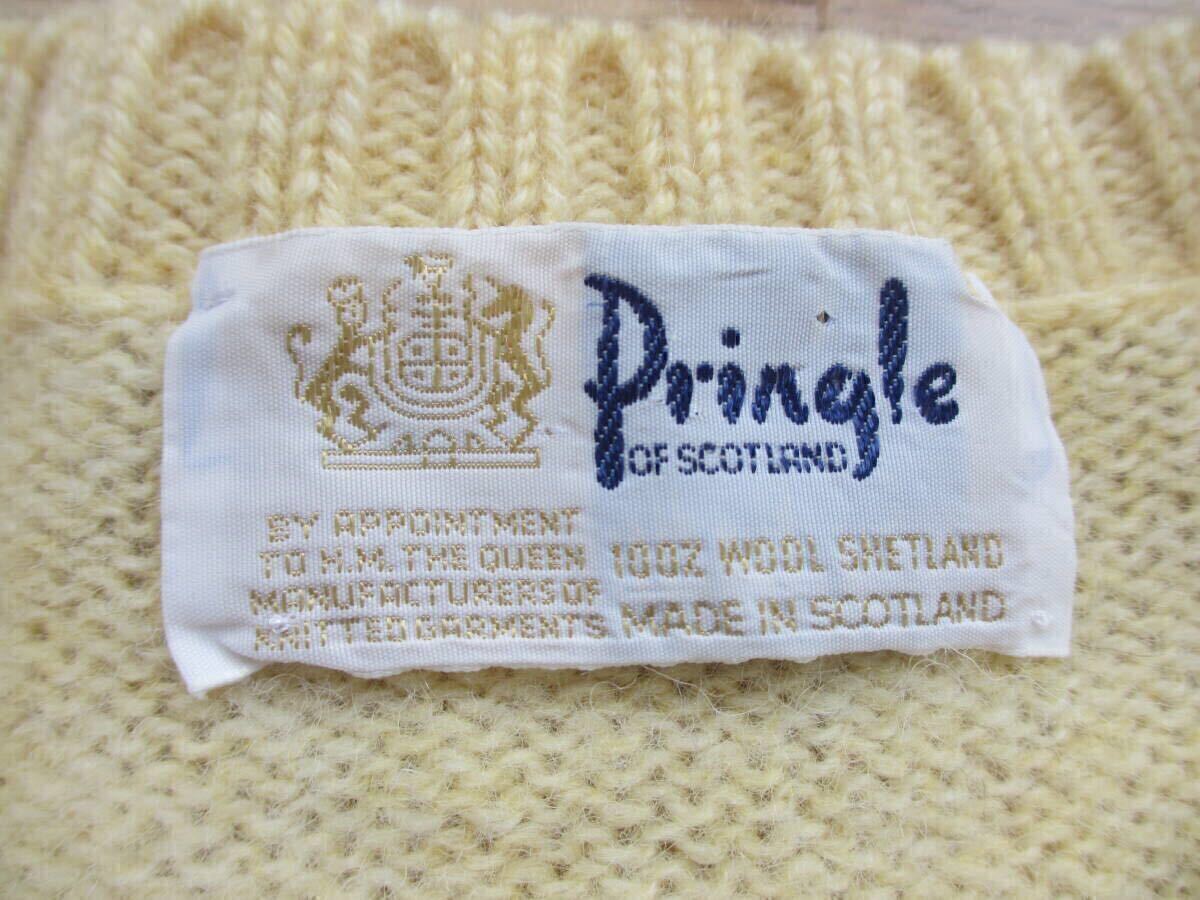 Pringle
OF SCOTLAND
BY APPOINTMENT
TO H.M. THE QUEEN
MANUFACTURERS OF
KNITTED GARMENTS
100% WOOL SHETLAND
MADE IN SCOTLAND